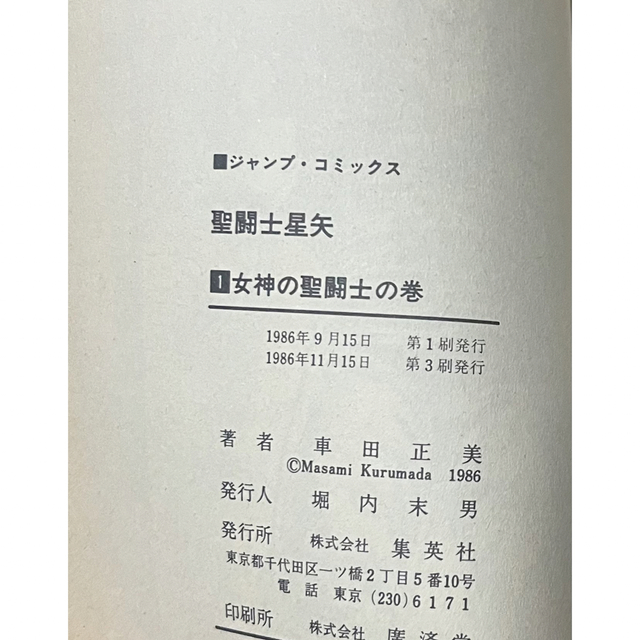 ■ジャンプ・コミックス
聖闘士星矢
1女神の聖闘士の巻
1986年9月15日 第1刷発行
1986年11月15日 第3刷発行
著者 車田正美
©Masami Kurumada 1986
発行人 堀内末男
発行所 株式会社 集英社
東京都千代田区一ツ橋2丁目5番10号
電話 東京(230)6171
印刷所 株式会社 廣済堂